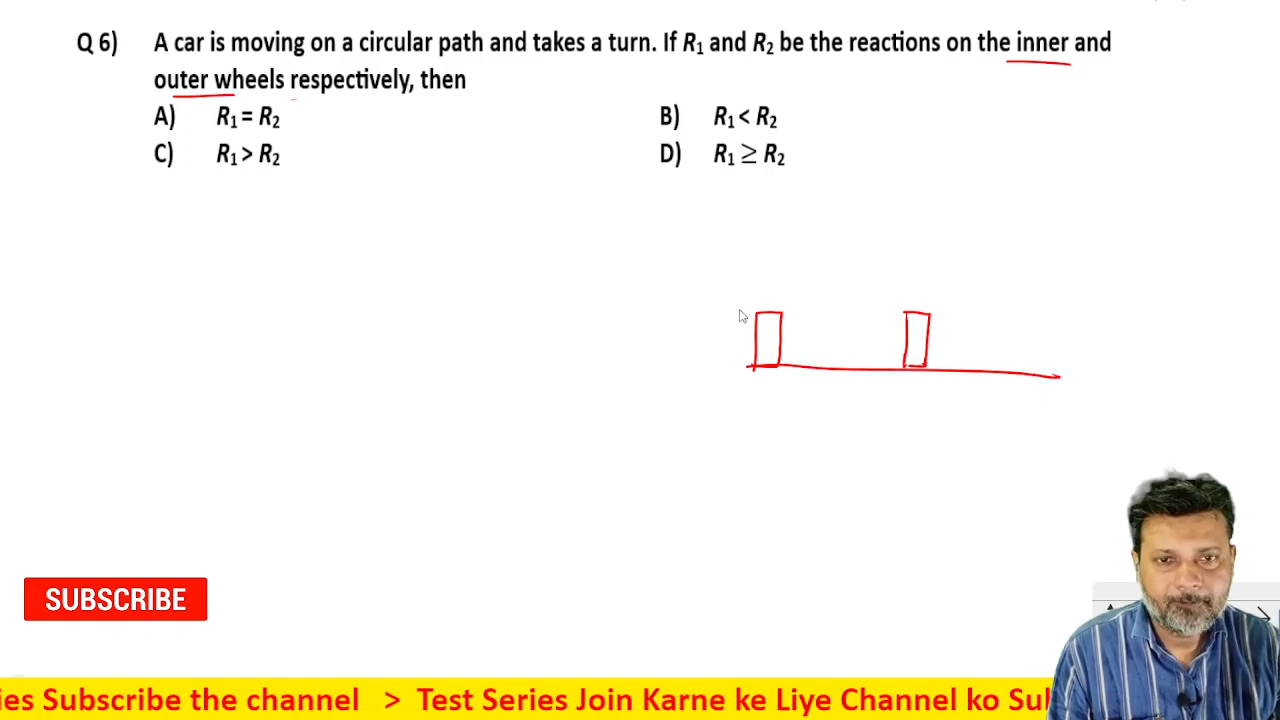 Q 6) A car is moving on a circular path and takes a turn. If R₁ and R₂ be the reactions on the inner and
outer wheels respectively, then
A) R₁ = R₂ B) R₁ < R₂
C) R₁ > R₂ D) R₁ ≥ R₂
SUBSCRIBE
ies Subscribe the channel > Test Series Join Karne ke Liye Channel ko Su